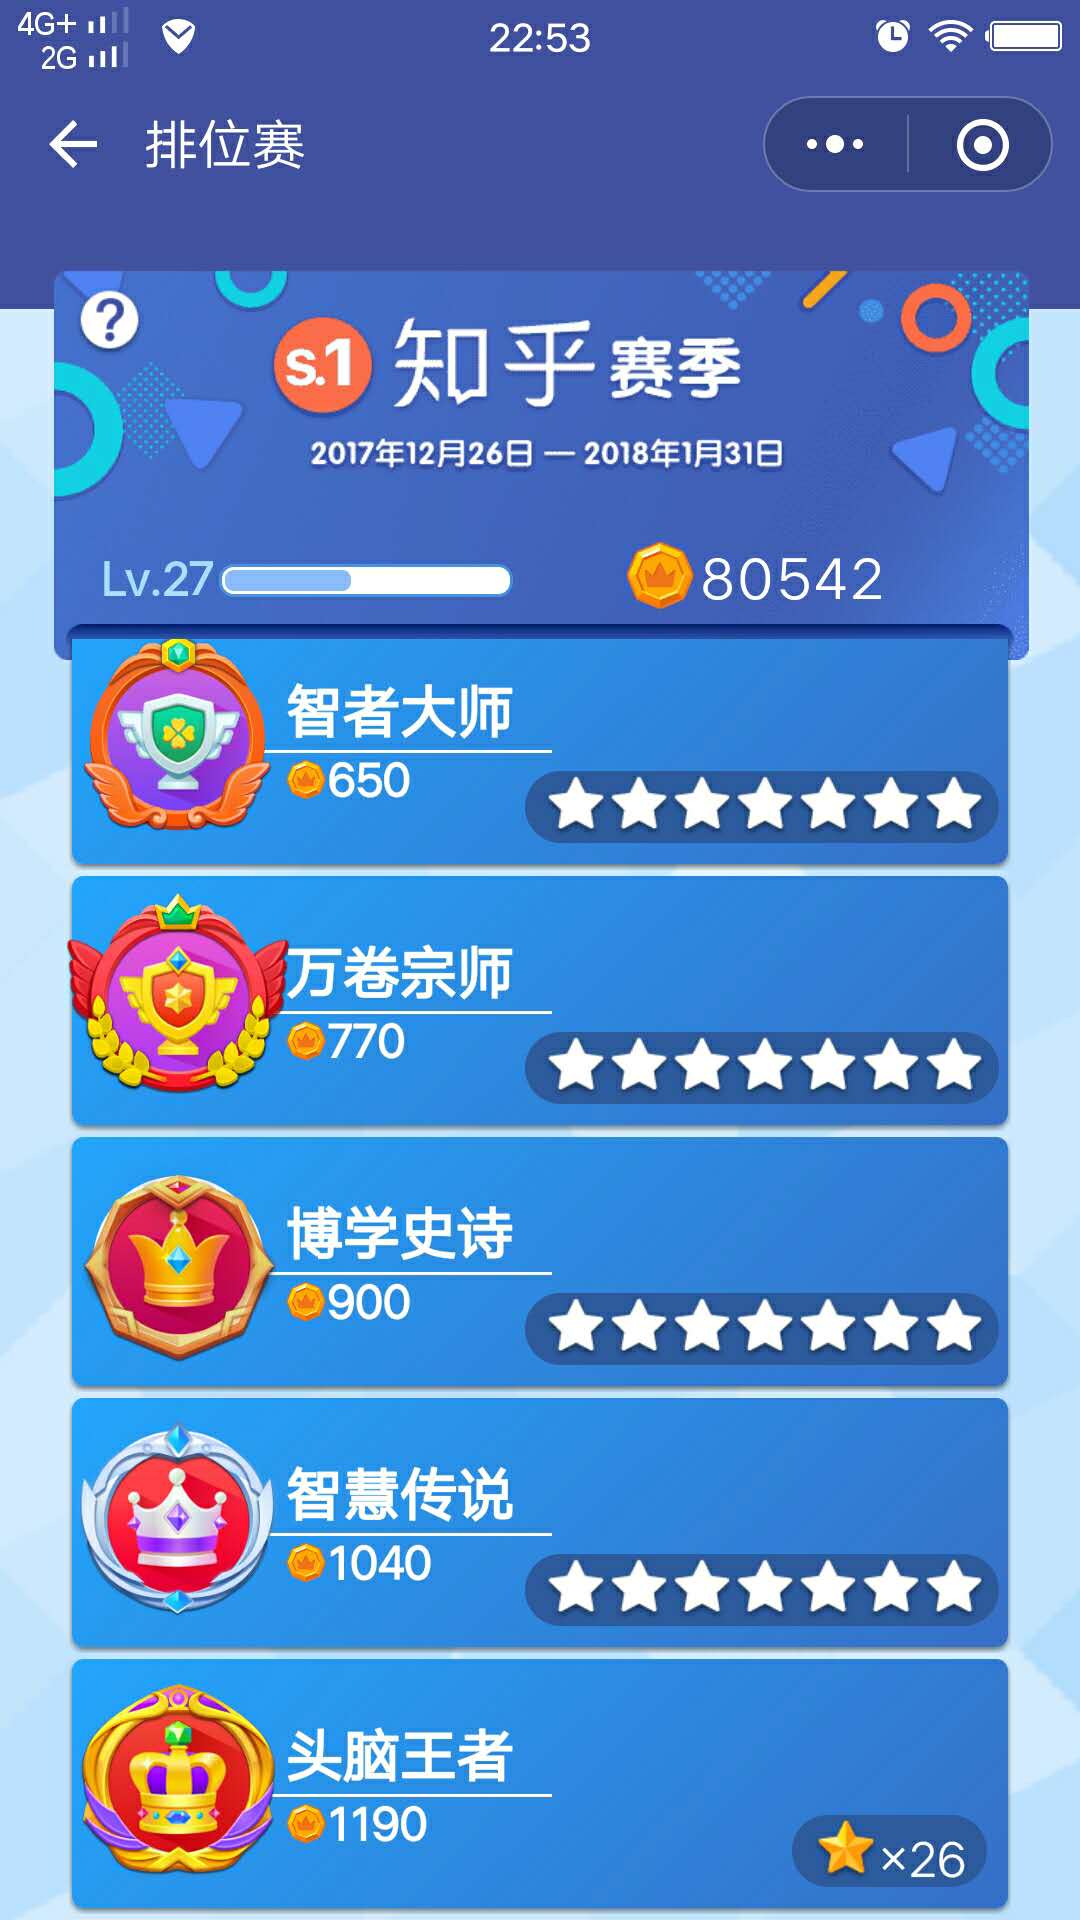 4G+
2G
22:53
排位赛
?
s.1 知乎赛季
2017年12月26日 — 2018年1月31日
Lv.27
80542
智者大师
650
万卷宗师
770
博学史诗
900
智慧传说
1040
头脑王者
1190
×26